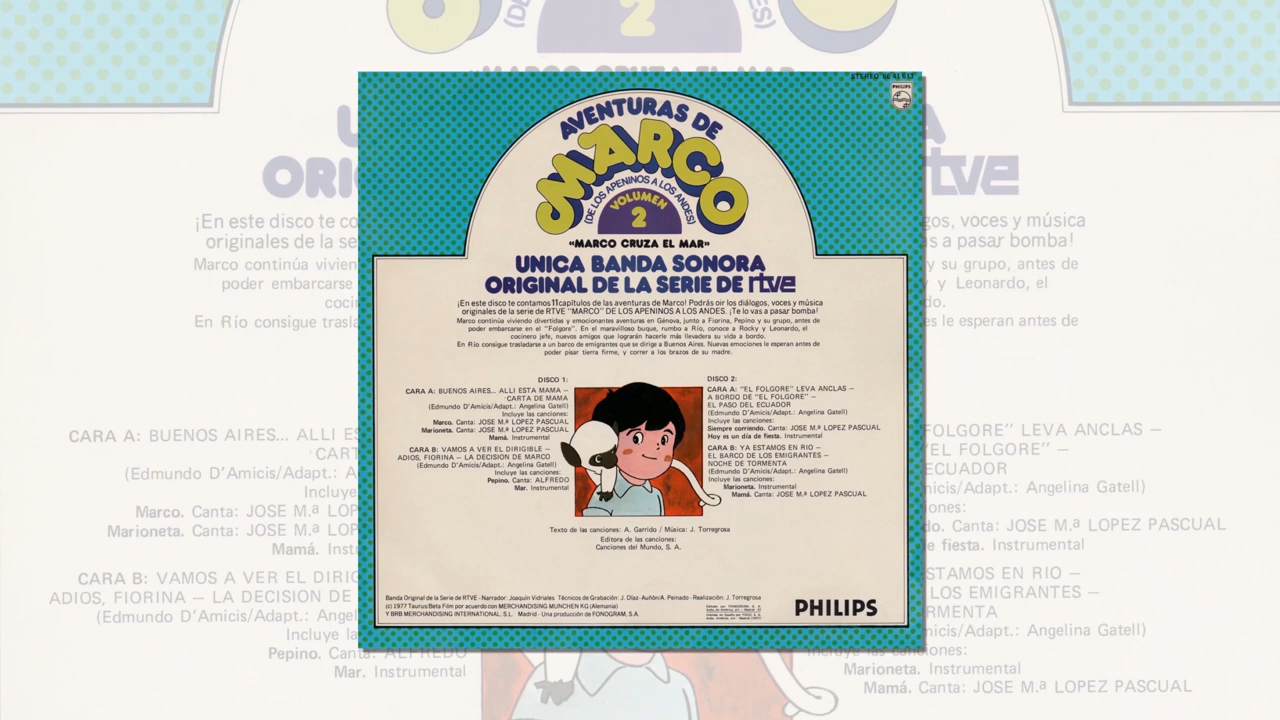 STEREO 66 41 613
PHILIPS
AVENTURAS DE
MARCO
(DE LOS APENINOS A LOS ANDES)
VOLUMEN
2
«MARCO CRUZA EL MAR»
UNICA BANDA SONORA
ORIGINAL DE LA SERIE DE rtve
¡En este disco te contamos 11 capítulos de las aventuras de Marco! Podrás oir los diálogos, voces y música
originales de la serie de RTVE "MARCO" DE LOS APENINOS A LOS ANDES. ¡Te lo vas a pasar bomba!
Marco continúa viviendo divertidas y emocionantes aventuras en Génova, junto a Fiorina, Pepino y su grupo, antes de
poder embarcarse en el "Folgore". En el maravilloso buque, rumbo a Río, conoce a Rocky y Leonardo, el
cocinero jefe, nuevos amigos que lograrán hacerle más llevadera su vida a bordo.
En Río consigue trasladarse a un barco de emigrantes que se dirige a Buenos Aires. Nuevas emociones le esperan antes de
poder pisar tierra firme, y correr a los brazos de su madre.
DISCO 1:
CARA A: BUENOS AIRES... ALLI ESTA MAMA –
CARTA DE MAMA
(Edmundo D'Amicis/Adapt.: Angelina Gatell)
Incluye las canciones:
Marco. Canta: JOSE M.ª LOPEZ PASCUAL
Marioneta. Canta: JOSE M.ª LOPEZ PASCUAL
Mamá. Instrumental
CARA B: VAMOS A VER EL DIRIGIBLE –
ADIOS, FIORINA – LA DECISION DE MARCO
(Edmundo D'Amicis/Adapt.: Angelina Gatell)
Incluye las canciones:
Pepino. Canta: ALFREDO
Mar. Instrumental
DISCO 2:
CARA A: "EL FOLGORE" LEVA ANCLAS –
A BORDO DE "EL FOLGORE" –
EL PASO DEL ECUADOR
(Edmundo D'Amicis/Adapt.: Angelina Gatell)
Incluye las canciones:
Siempre corriendo. Canta: JOSE M.ª LOPEZ PASCUAL
Hoy es un día de fiesta. Instrumental
CARA B: YA ESTAMOS EN RIO –
EL BARCO DE LOS EMIGRANTES –
NOCHE DE TORMENTA
(Edmundo D'Amicis/Adapt.: Angelina Gatell)
Incluye las canciones:
Marioneta. Instrumental
Mamá. Canta: JOSE M.ª LOPEZ PASCUAL
Texto de las canciones: A. Garrido / Música: J. Torregrosa
Editora de las canciones:
Canciones del Mundo, S. A.
Banda Original de la Serie de RTVE - Narrador: Joaquín Vidriales Técnicos de Grabación: J. Díaz-Auñón/A. Peinado - Realización: J. Torregrosa
(c) 1977 Taurus/Beta Film por acuerdo con MERCHANDISING MUNCHEN KG (Alemania)
Y BRB MERCHANDISING INTERNATIONAL, S.L. Madrid - Una producción de FONOGRAM, S.A.
PHILIPS